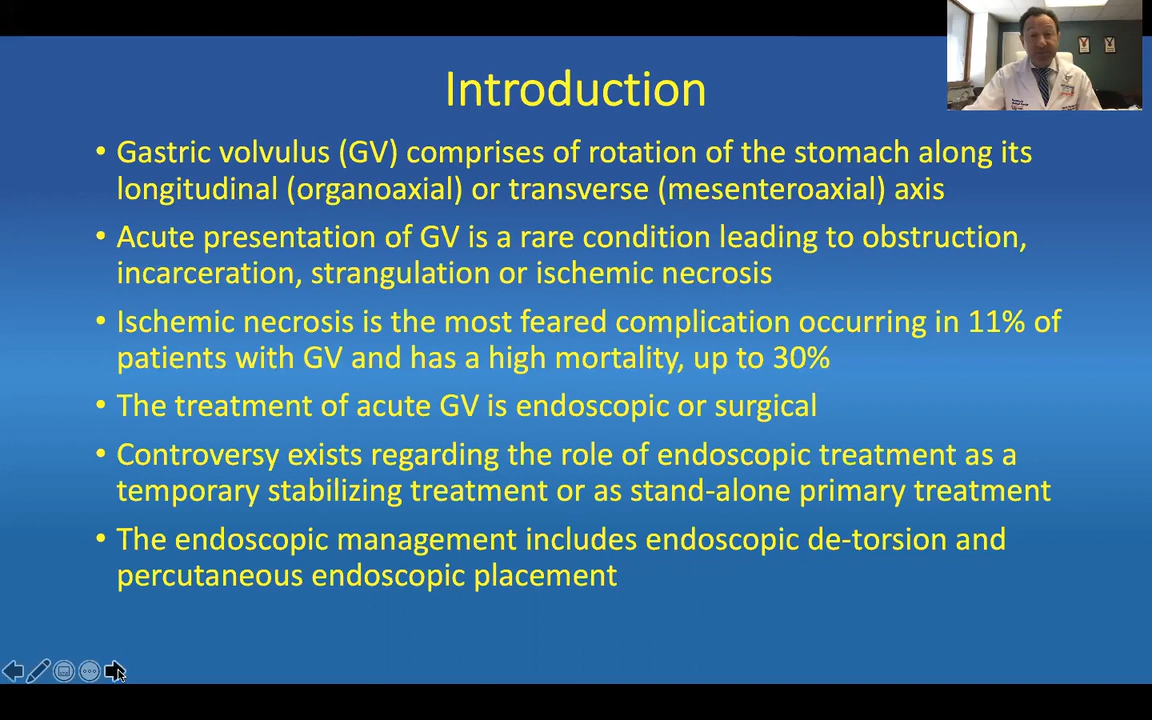 Introduction
• Gastric volvulus (GV) comprises of rotation of the stomach along its
longitudinal (organoaxial) or transverse (mesenteroaxial) axis
• Acute presentation of GV is a rare condition leading to obstruction,
incarceration, strangulation or ischemic necrosis
• Ischemic necrosis is the most feared complication occurring in 11% of
patients with GV and has a high mortality, up to 30%
• The treatment of acute GV is endoscopic or surgical
• Controversy exists regarding the role of endoscopic treatment as a
temporary stabilizing treatment or as stand-alone primary treatment
• The endoscopic management includes endoscopic de-torsion and
percutaneous endoscopic placement